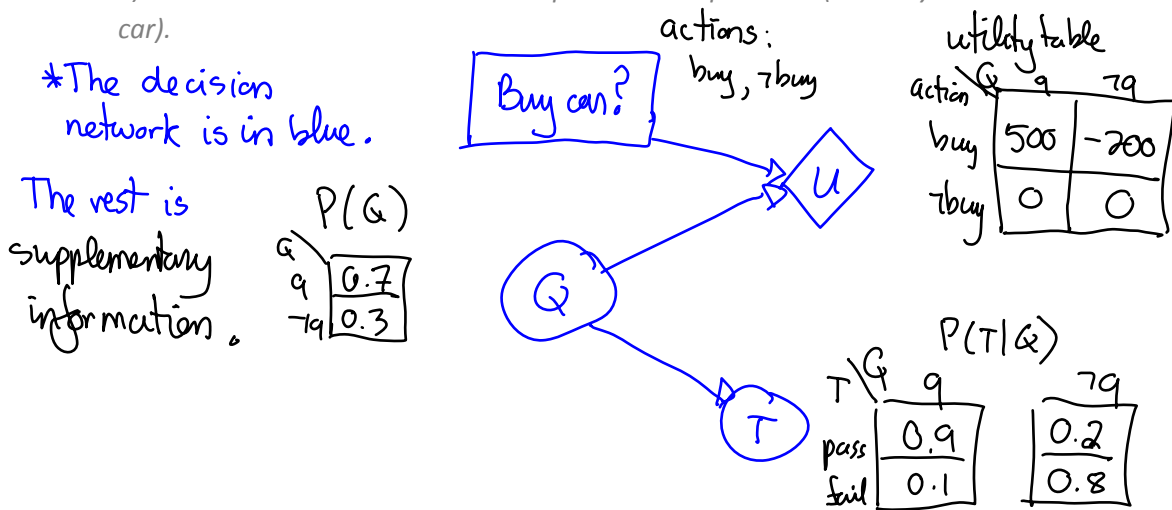 car).
*The decision
network is in blue.
The rest is
supplementary
information.
P(Q)
Q
q 0.7
¬q 0.3
Buy car?
actions:
buy, ¬buy
U
Q
T
utility table
action Q q ¬q
buy 500 -200
¬buy 0 0
P(T|Q)
T Q q ¬q
pass 0.9 0.2
fail 0.1 0.8